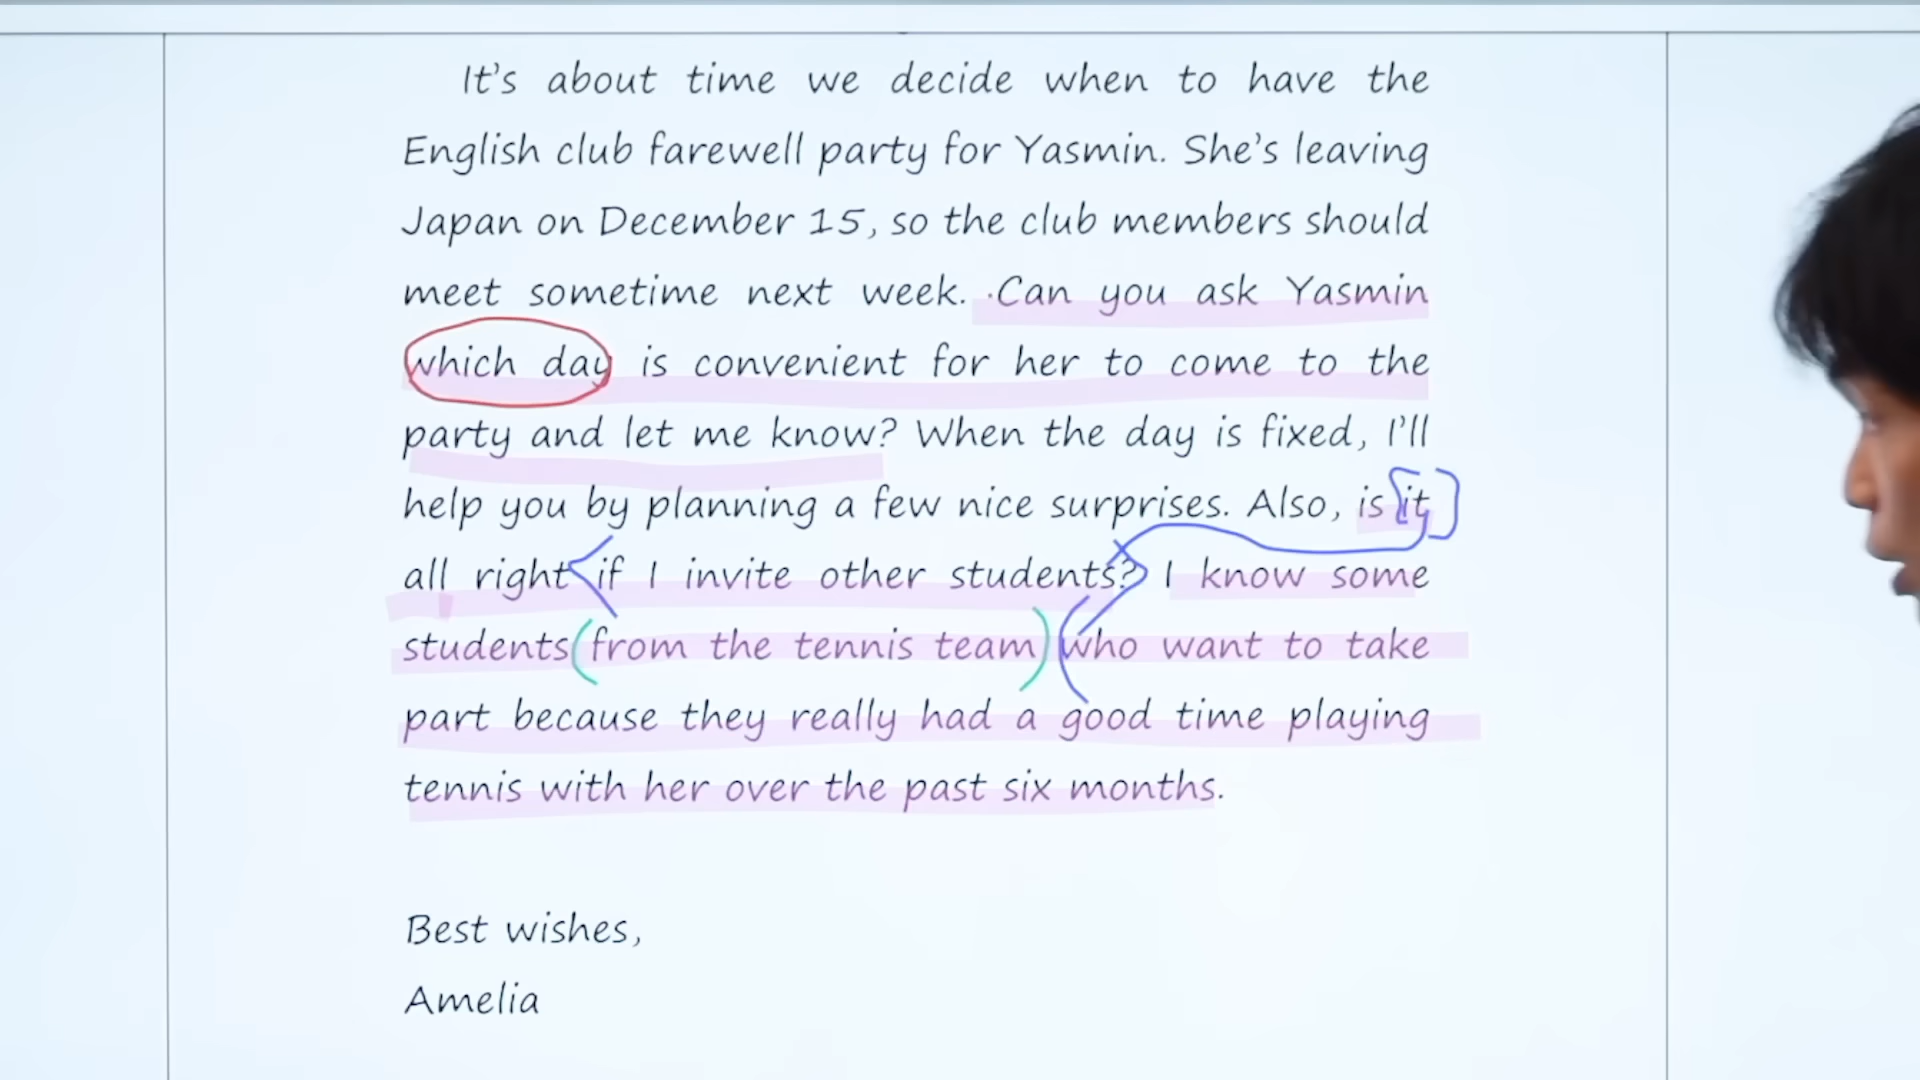 It's about time we decide when to have the
English club farewell party for Yasmin. She's leaving
Japan on December 15, so the club members should
meet sometime next week. Can you ask Yasmin
which day is convenient for her to come to the
party and let me know? When the day is fixed, I'll
help you by planning a few nice surprises. Also, is it
all right if I invite other students? I know some
students from the tennis team who want to take
part because they really had a good time playing
tennis with her over the past six months.
Best wishes,
Amelia